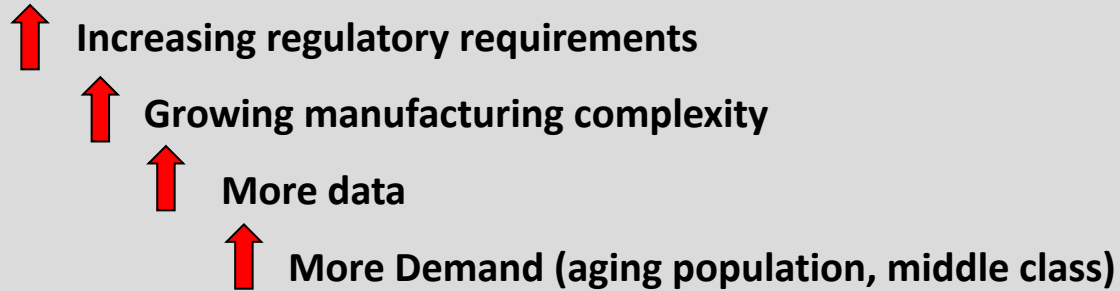 Increasing regulatory requirements
Growing manufacturing complexity
More data
More Demand (aging population, middle class)